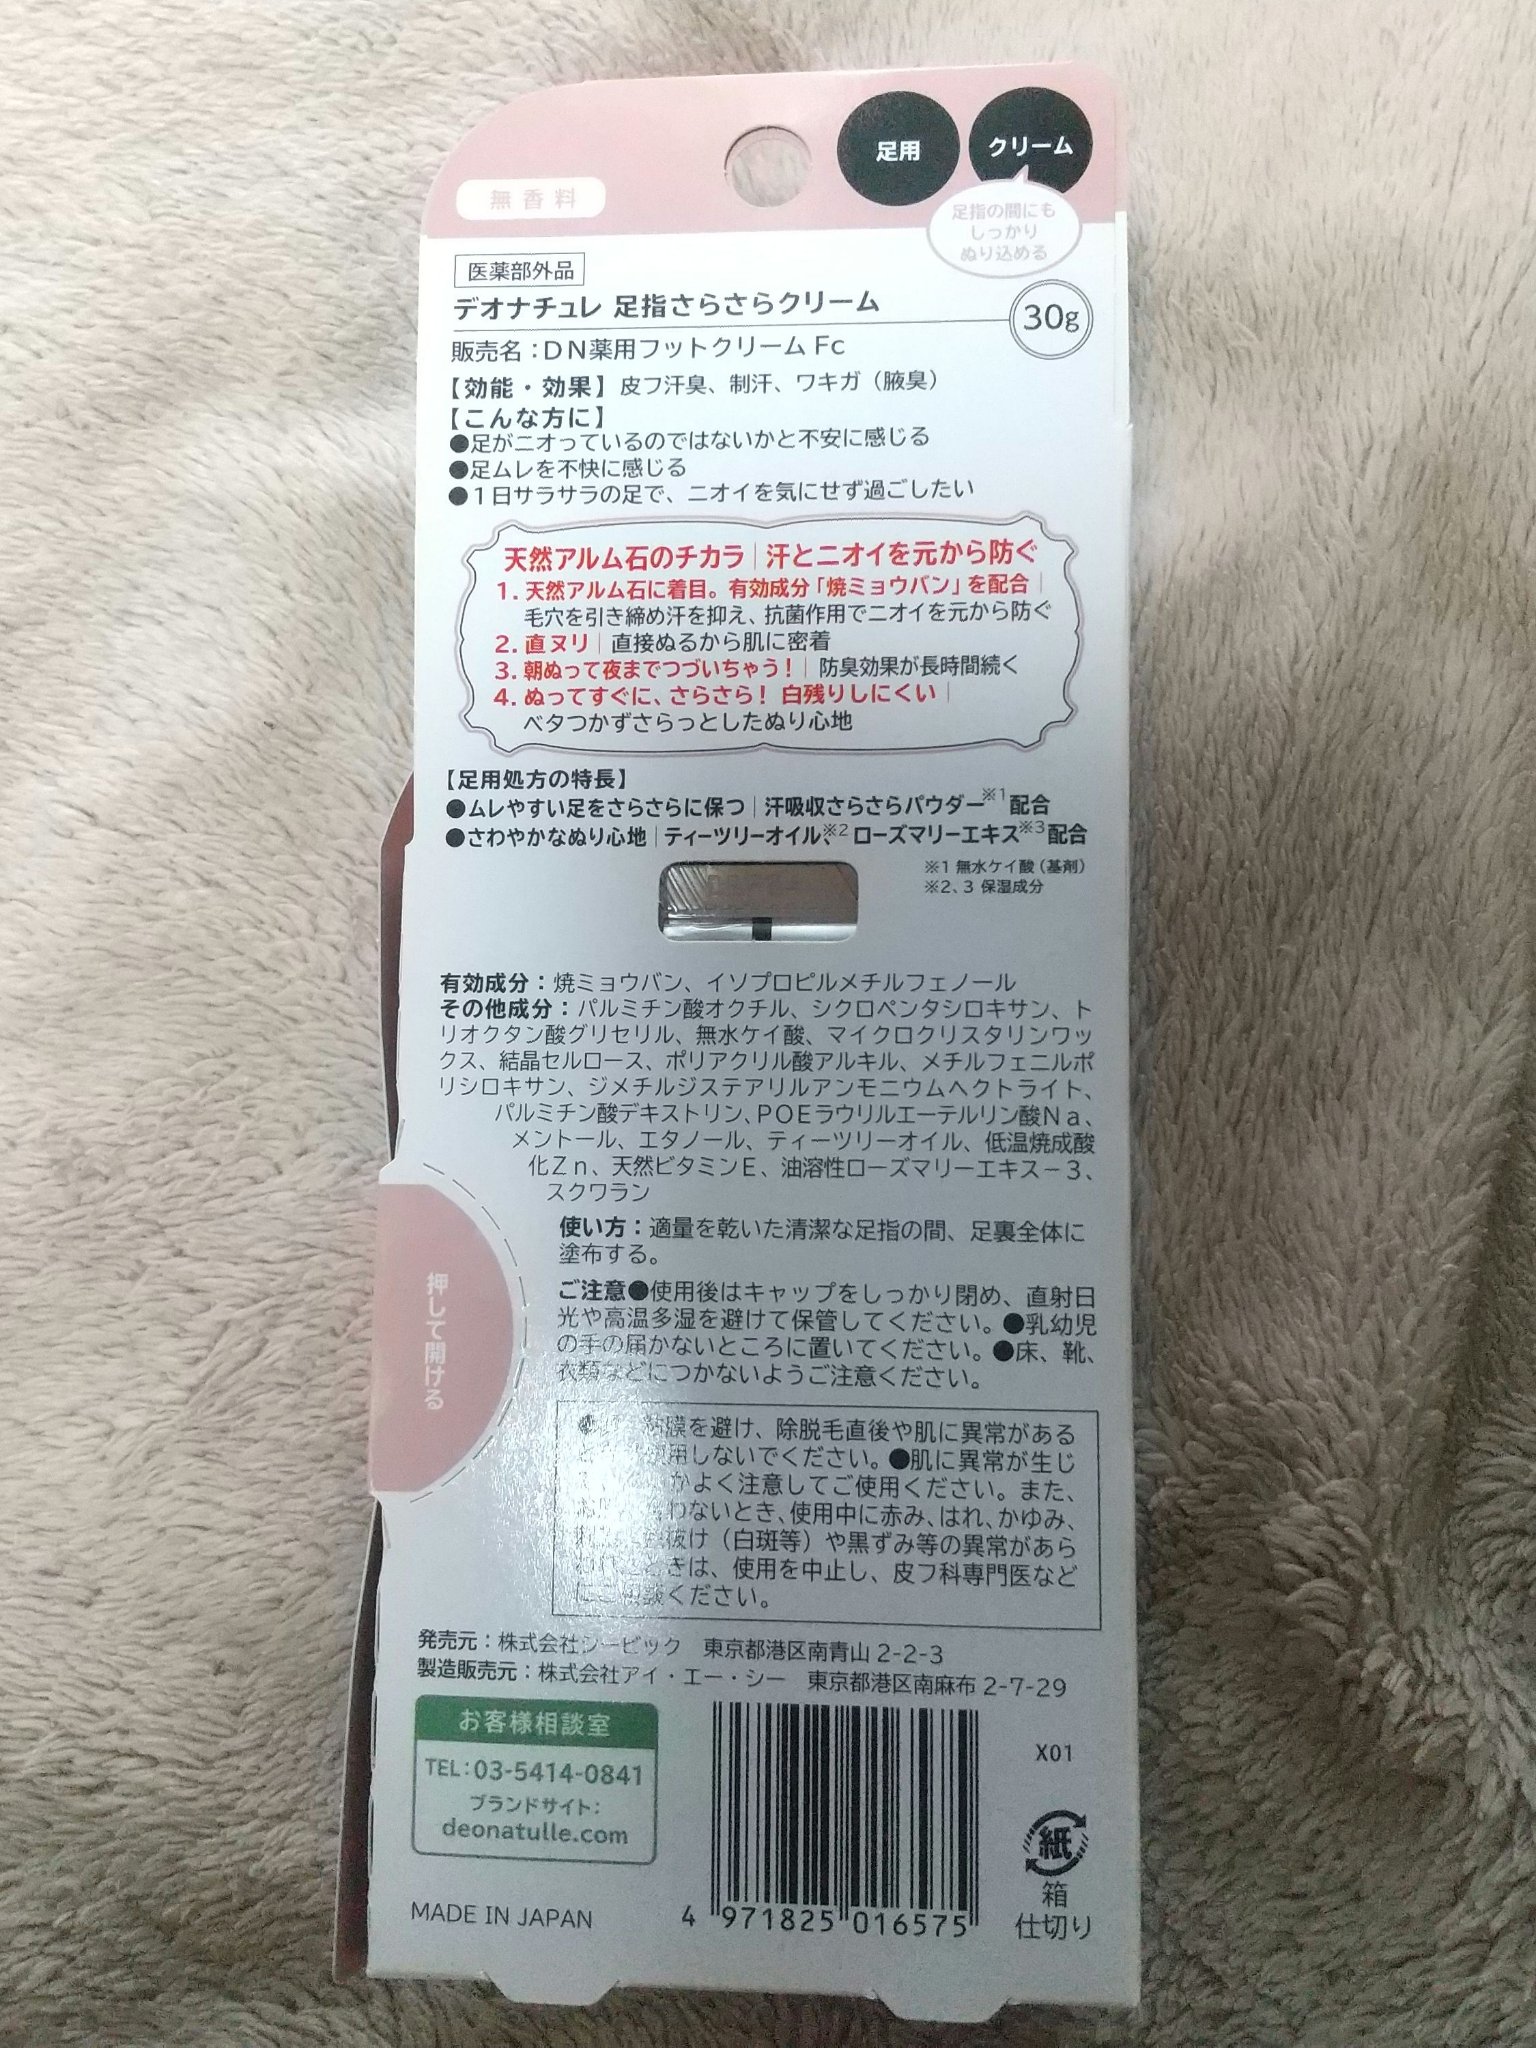 足用
クリーム
無香料
足指の間にも
しっかり
ぬり込める
医薬部外品
デオナチュレ 足指さらさらクリーム
30g
販売名：DN薬用フットクリーム Fc
【効能・効果】皮フ汗臭、制汗、ワキガ（腋臭）
【こんな方に】
●足がニオっているのではないかと不安に感じる
●足ムレを不快に感じる
●1日サラサラの足で、ニオイを気にせず過ごしたい
天然アルム石のチカラ｜汗とニオイを元から防ぐ
1. 天然アルム石に着目。有効成分「焼ミョウバン」を配合｜
毛穴を引き締め汗を抑え、抗菌作用でニオイを元から防ぐ
2. 直ヌリ｜直接ぬるから肌に密着
3. 朝ぬって夜までつづいちゃう！｜防臭効果が長時間続く
4. ぬってすぐに、さらさら！ 白残りしにくい｜
ベタつかずさらっとしたぬり心地
【足用処方の特長】
●ムレやすい足をさらさらに保つ｜汗吸収さらさらパウダー※1配合
●さわやかなぬり心地｜ティーツリーオイル※2、ローズマリーエキス※3配合
※1 無水ケイ酸（基剤）
※2、3 保湿成分
有効成分：焼ミョウバン、イソプロピルメチルフェノール
その他成分：パルミチン酸オクチル、シクロペンタシロキサン、ト
リオクタン酸グリセリル、無水ケイ酸、マイクロクリスタリンワッ
クス、結晶セルロース、ポリアクリル酸アルキル、メチルフェニルポ
リシロキサン、ジメチルジステアリルアンモニウムヘクトライト、
パルミチン酸デキストリン、POEラウリルエーテルリン酸Na、
メントール、エタノール、ティーツリーオイル、低温焼成酸
化Zn、天然ビタミンE、油溶性ローズマリーエキス－3、
スクワラン
使い方：適量を乾いた清潔な足指の間、足裏全体に
塗布する。
ご注意●使用後はキャップをしっかり閉め、直射日
光や高温多湿を避けて保管してください。●乳幼児
の手の届かないところに置いてください。●床、靴、
衣類などにつかないようご注意ください。
粘膜を避け、除脱毛直後や肌に異常がある
使用しないでください。●肌に異常が生じ
かよく注意してご使用ください。また、
わないとき、使用中に赤み、はれ、かゆみ、
抜け（白斑等）や黒ずみ等の異常があら
きは、使用を中止し、皮フ科専門医など
にご相談ください。
発売元：株式会社シービック 東京都港区南青山 2-2-3
製造販売元：株式会社アイ・エー・シー 東京都港区南麻布 2-7-29
お客様相談室
TEL：03-5414-0841
ブランドサイト：
deonatulle.com
MADE IN JAPAN
4 971825 016575
X01
紙
箱
仕切り
押して開ける